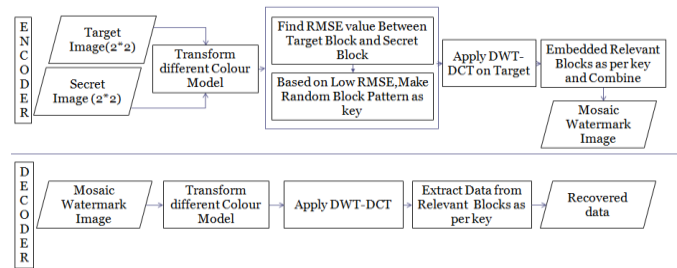 ENCODER
Target
Image(2*2)
Secret
Image (2*2)
Transform
different Colour
Model
Find RMSE value Between
Target Block and Secret
Block
Based on Low RMSE,Make
Random Block Pattern as
key
Apply DWT-
DCT on Target
Embedded Relevant
Blocks as per key
and Combine
Mosaic
Watermark
Image
DECODER
Mosaic
Watermark
Image
Transform
different Colour
Model
Apply DWT-DCT
Extract Data from
Relevant Blocks as
per key
Recovered
data